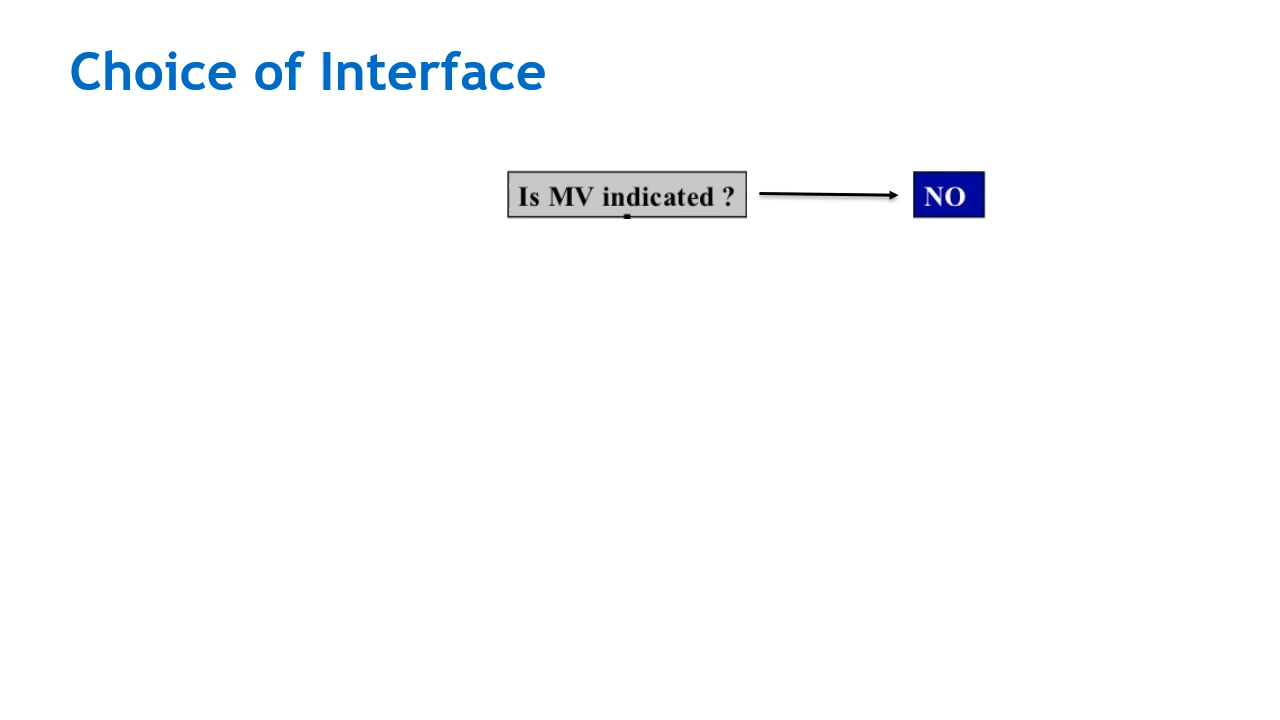 Choice of Interface
Is MV indicated ?
NO